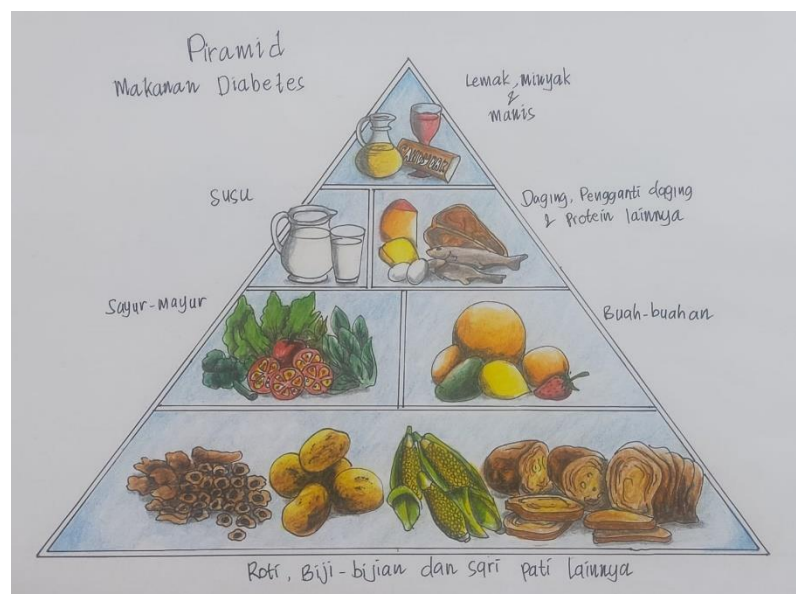 Piramid
Makanan Diabetes
Lemak, minyak
&
manis
Susu
Daging, Pengganti daging
& Protein lainnya
Sayur-mayur
Buah-buahan
Roti, Biji-bijian dan sari pati lainnya